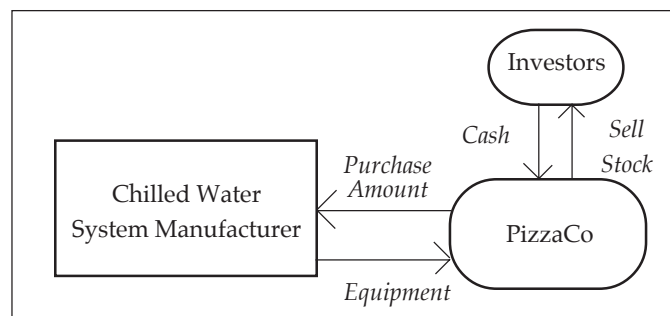 Investors
Cash
Sell
Stock
Purchase
Amount
Chilled Water
System Manufacturer
PizzaCo
Equipment